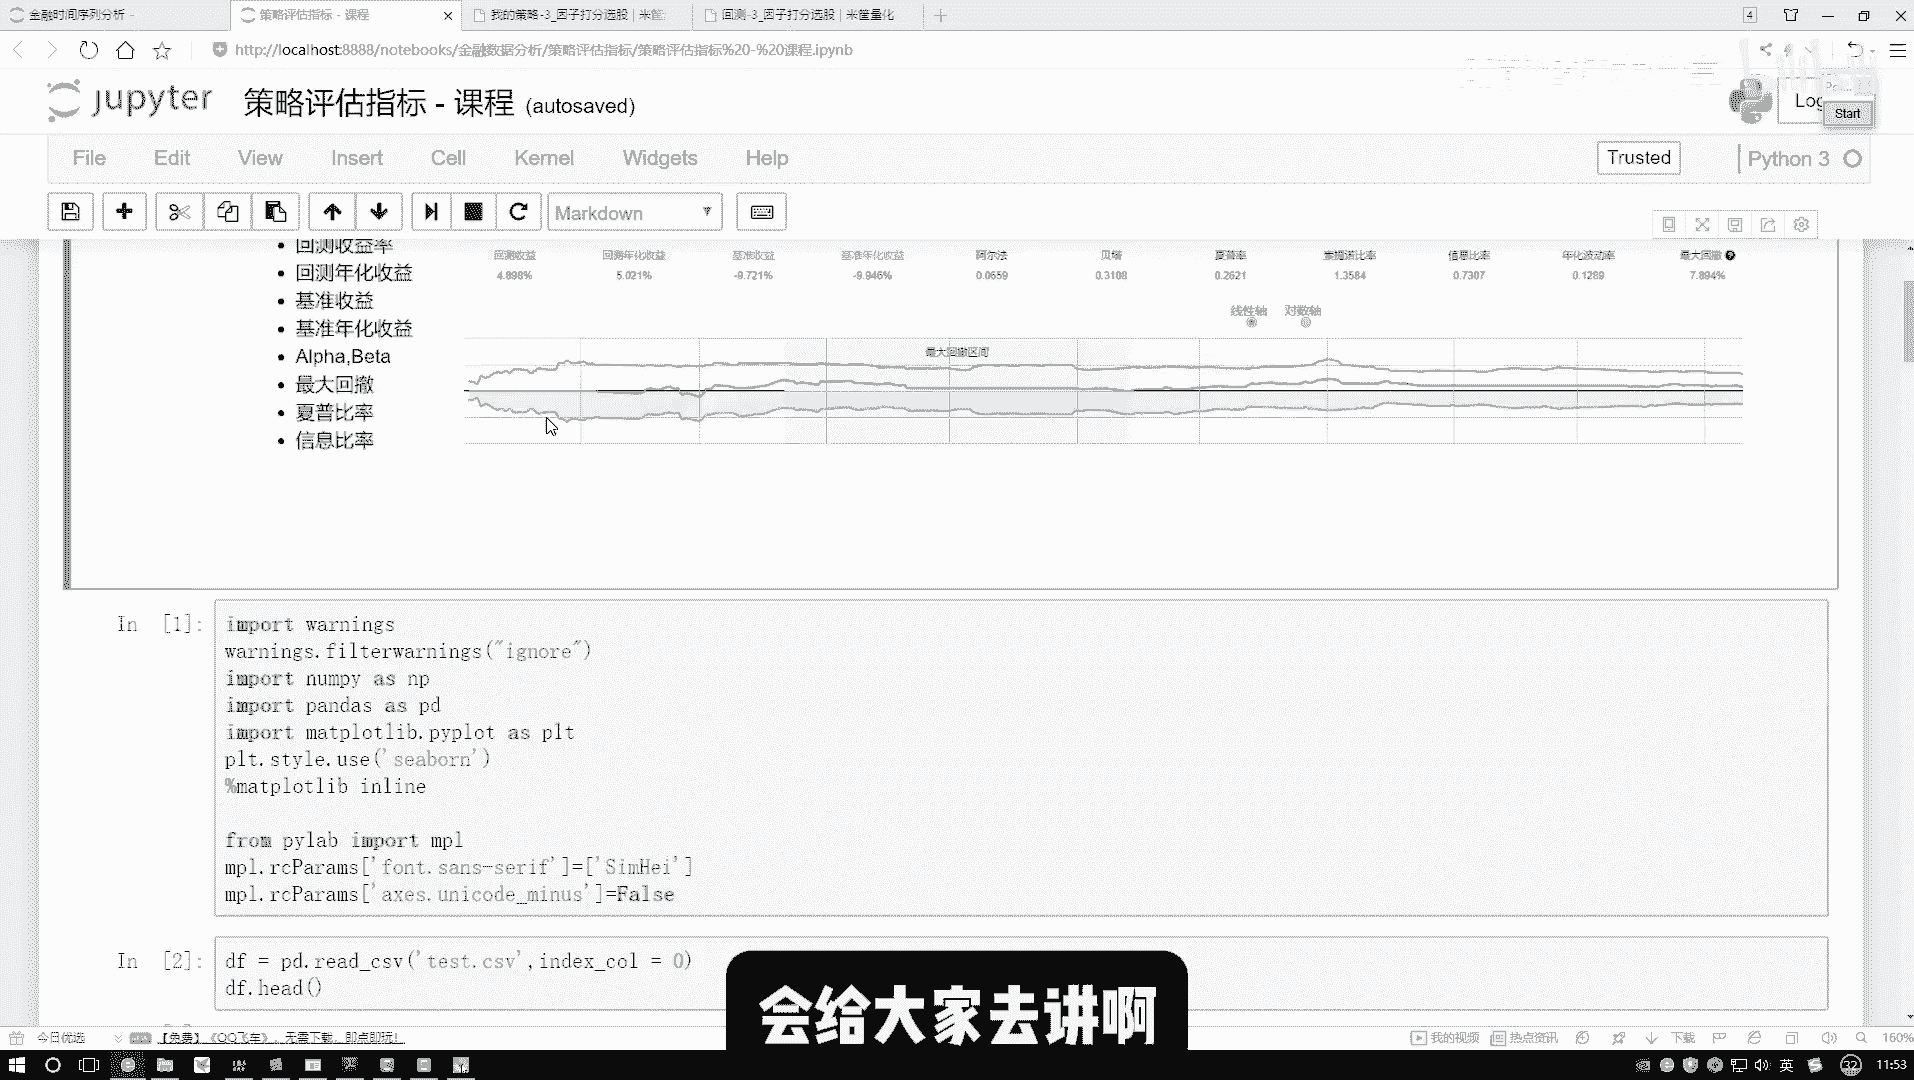 金融时间序列分析 -
策略评估指标 - 课程
我的策略-3_因子打分选股 | 米筐
回测-3_因子打分选股 | 米筐量化
4
http://localhost:8888/notebooks/金融数据分析/策略评估指标/策略评估指标%20-%20课程.ipynb
jupyter 策略评估指标 - 课程 (autosaved)
Start
File Edit View Insert Cell Kernel Widgets Help
Trusted
Python 3
Markdown
回测收益率
回测年化收益
基准收益
基准年化收益
Alpha,Beta
最大回撤
夏普比率
信息比率
回测收益 回测年化收益 基准收益 基准年化收益 阿尔法 贝塔 夏普率 索提诺比率 信息比率 年化波动率 最大回撤
4.898% 5.021% -9.721% -9.946% 0.0659 0.3108 0.2621 1.3584 0.7307 0.1289 7.894%
线性轴 对数轴
最大回撤区间
In [1]:
import warnings
warnings.filterwarnings("ignore")
import numpy as np
import pandas as pd
import matplotlib.pyplot as plt
plt.style.use('seaborn')
%matplotlib inline
from pylab import mpl
mpl.rcParams['font.sans-serif']=['SimHei']
mpl.rcParams['axes.unicode_minus']=False
In [2]:
df = pd.read_csv('test.csv',index_col = 0)
df.head()
会给大家去讲啊
今日优选
【免费】《QQ飞车》，无需下载，即点即玩！
我的视频 热点资讯 下载 160%
英 32 11:53